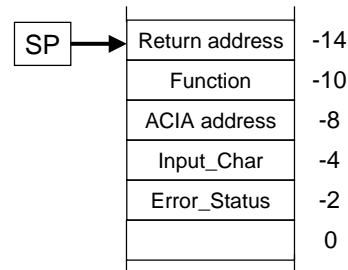 SP
Return address -14
Function -10
ACIA address -8
Input_Char -4
Error_Status -2
0